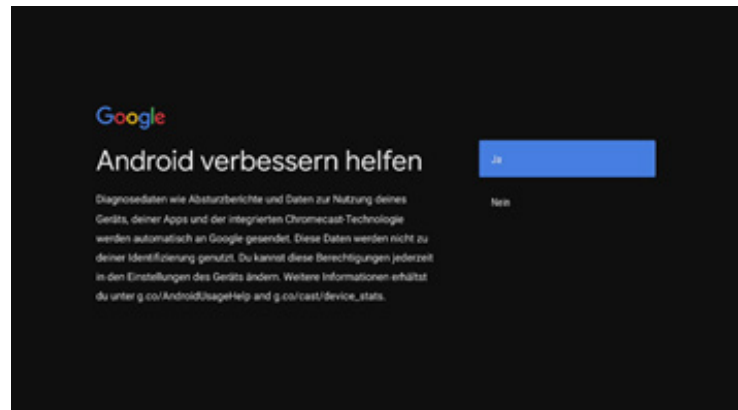 Google
Android verbessern helfen
Diagnosedaten wie Absturzberichte und Daten zur Nutzung deines
Geräts, deiner Apps und der integrierten Chromecast-Technologie
werden automatisch an Google gesendet. Diese Daten werden nicht zu
deiner Identifizierung genutzt. Du kannst diese Berechtigungen jederzeit
in den Einstellungen des Geräts ändern. Weitere Informationen erhältst
du unter g.co/AndroidUsageHelp and g.co/cast/device_stats.
Ja
Nein